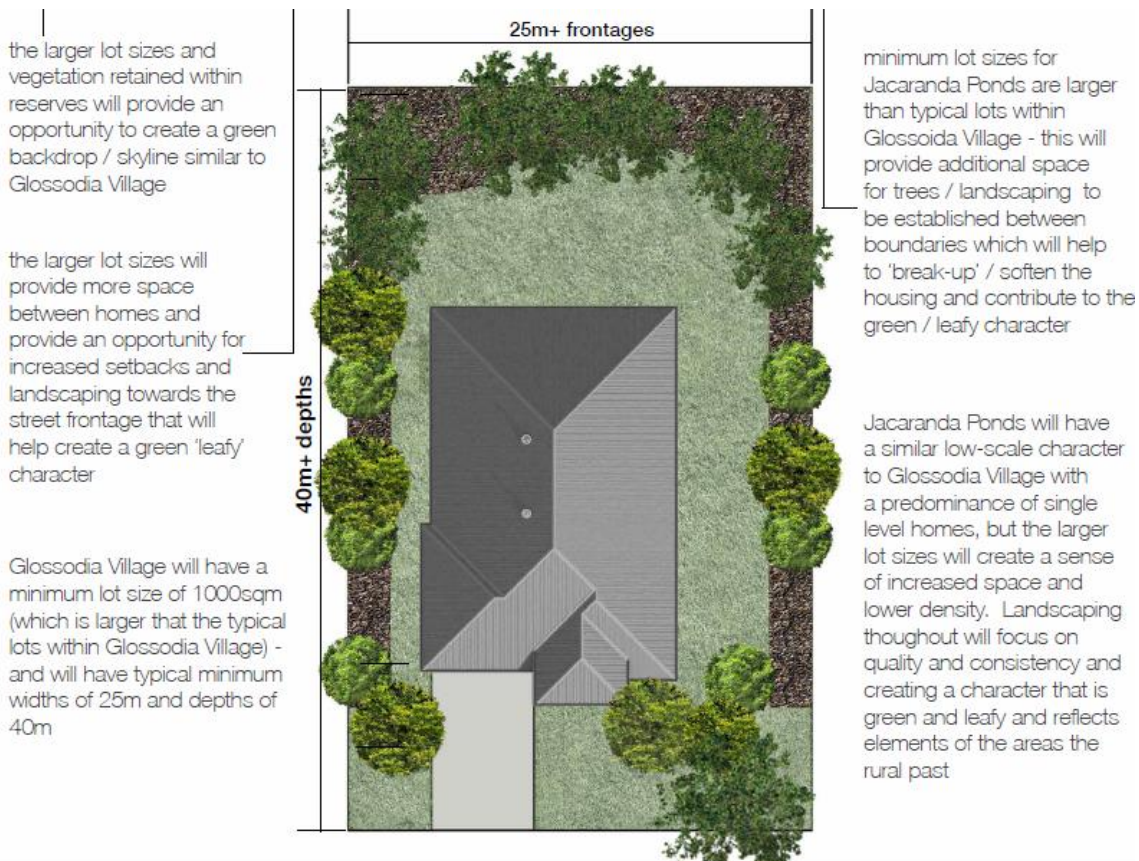 25m+ frontages
the larger lot sizes and
vegetation retained within
reserves will provide an
opportunity to create a green
backdrop / skyline similar to
Glossodia Village
the larger lot sizes will
provide more space
between homes and
provide an opportunity for
increased setbacks and
landscaping towards the
street frontage that will
help create a green 'leafy'
character
Glossodia Village will have a
minimum lot size of 1000sqm
(which is larger that the typical
lots within Glossodia Village) -
and will have typical minimum
widths of 25m and depths of
40m
40m+ depths
minimum lot sizes for
Jacaranda Ponds are larger
than typical lots within
Glossoida Village - this will
provide additional space
for trees / landscaping to
be established between
boundaries which will help
to 'break-up' / soften the
housing and contribute to the
green / leafy character
Jacaranda Ponds will have
a similar low-scale character
to Glossodia Village with
a predominance of single
level homes, but the larger
lot sizes will create a sense
of increased space and
lower density. Landscaping
thoughout will focus on
quality and consistency and
creating a character that is
green and leafy and reflects
elements of the areas the
rural past